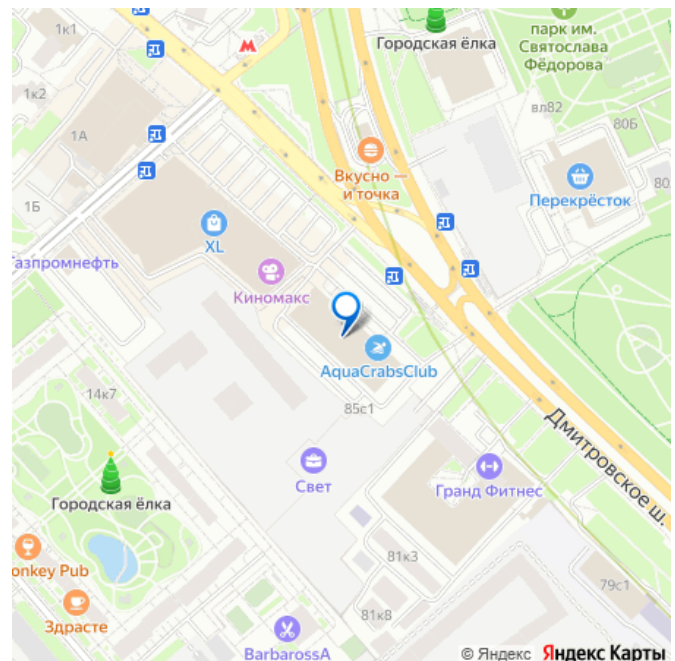 1к1
М
Городская ёлка
парк им.
Святослава
Фёдорова
1к2
вл82
80Б
1А
Вкусно —
и точка
Перекрёсток
80
1Б
XL
Газпромнефть
Киномакс
AquaCrabsClub
14к7
85с1
Дмитровское ш.
Свет
Гранд Фитнес
Городская ёлка
onkey Pub
81к3
79с1
Здрасте
81к8
BarbarossA
© Яндекс Яндекс Карты